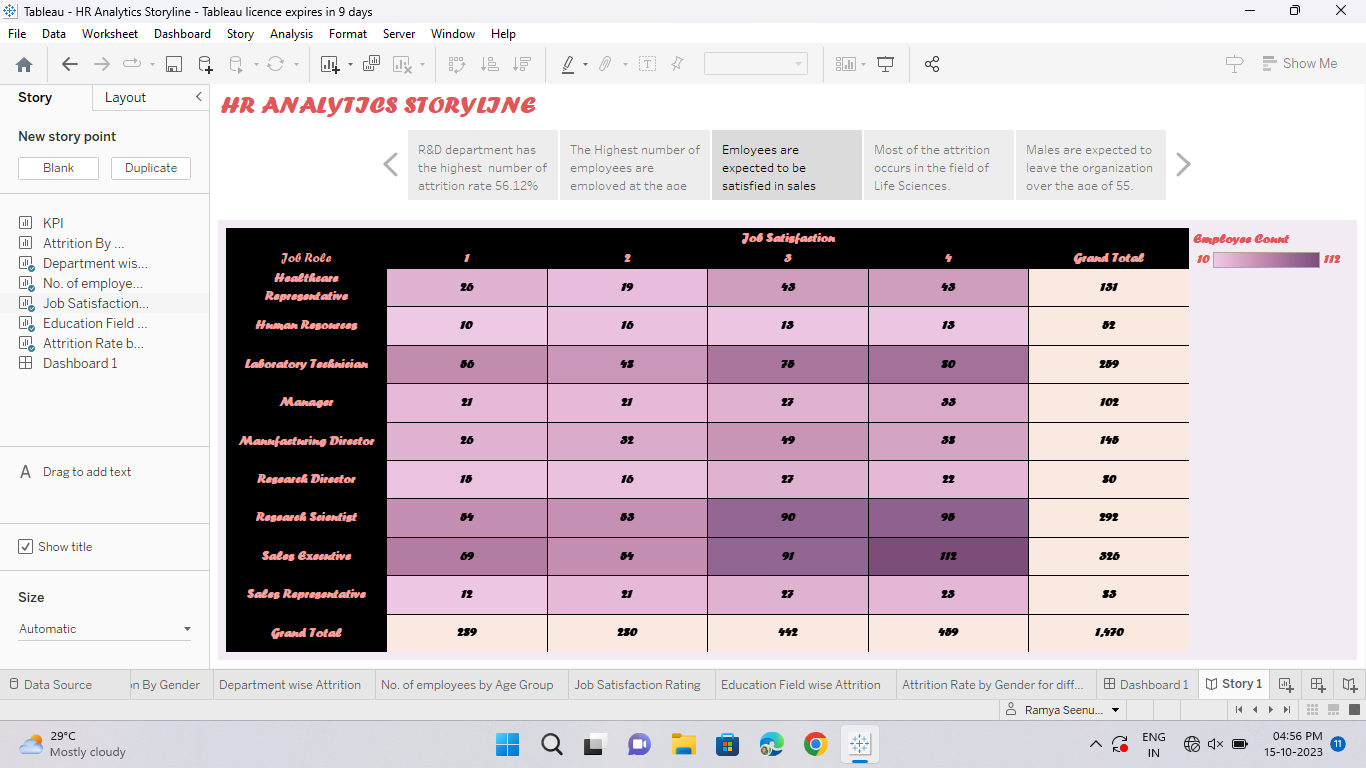 Tableau - HR Analytics Storyline - Tableau licence expires in 9 days
File Data Worksheet Dashboard Story Analysis Format Server Window Help
Show Me
Story Layout
New story point
Blank Duplicate
KPI
Attrition By ...
Department wis...
No. of employe...
Job Satisfaction...
Education Field ...
Attrition Rate b...
Dashboard 1
A Drag to add text
Show title
Size
Automatic
HR ANALYTICS STORYLINE
R&D department has
the highest number of
attrition rate 56.12%
The Highest number of
employees are
employed at the age
Emloyees are
expected to be
satisfied in sales
Most of the attrition
occurs in the field of
Life Sciences.
Males are expected to
leave the organization
over the age of 55.
Job Satisfaction
Job Role 1 2 3 4 Grand Total
Healthcare
Representative 26 19 43 43 131
Human Resources 10 16 13 13 52
Laboratory Technician 56 48 75 80 259
Manager 21 21 27 33 102
Manufacturing Director 26 32 49 38 145
Research Director 15 16 27 22 80
Research Scientist 54 53 90 95 292
Sales Executive 69 54 91 112 326
Sales Representative 12 21 27 23 83
Grand Total 289 280 442 459 1,470
Employee Count
10 112
Data Source
n By Gender
Department wise Attrition
No. of employees by Age Group
Job Satisfaction Rating
Education Field wise Attrition
Attrition Rate by Gender for diff...
Dashboard 1
Story 1
Ramya Seenu...
29°C
Mostly cloudy
ENG
IN
04:56 PM
15-10-2023
11